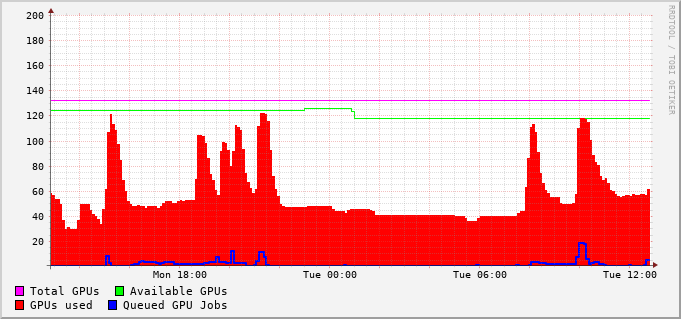 200
180
160
140
120
100
80
60
40
20
Mon 18:00 Tue 00:00 Tue 06:00 Tue 12:00
Total GPUs Available GPUs
GPUs used Queued GPU Jobs
RRDTOOL / TOBI OETIKER